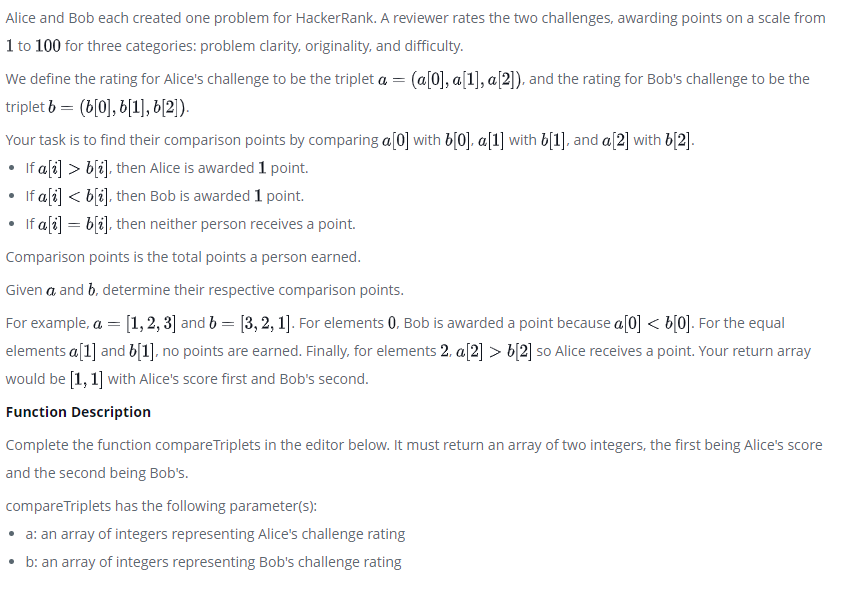 Alice and Bob each created one problem for HackerRank. A reviewer rates the two challenges, awarding points on a scale from
1 to 100 for three categories: problem clarity, originality, and difficulty.
We define the rating for Alice's challenge to be the triplet a = (a[0], a[1], a[2]), and the rating for Bob's challenge to be the
triplet b = (b[0], b[1], b[2]).
Your task is to find their comparison points by comparing a[0] with b[0], a[1] with b[1], and a[2] with b[2].
• If a[i] > b[i], then Alice is awarded 1 point.
• If a[i] < b[i], then Bob is awarded 1 point.
• If a[i] = b[i], then neither person receives a point.
Comparison points is the total points a person earned.
Given a and b, determine their respective comparison points.
For example, a = [1, 2, 3] and b = [3, 2, 1]. For elements 0, Bob is awarded a point because a[0] < b[0]. For the equal
elements a[1] and b[1], no points are earned. Finally, for elements 2, a[2] > b[2] so Alice receives a point. Your return array
would be [1, 1] with Alice's score first and Bob's second.
Function Description
Complete the function compareTriplets in the editor below. It must return an array of two integers, the first being Alice's score
and the second being Bob's.
compareTriplets has the following parameter(s):
• a: an array of integers representing Alice's challenge rating
• b: an array of integers representing Bob's challenge rating